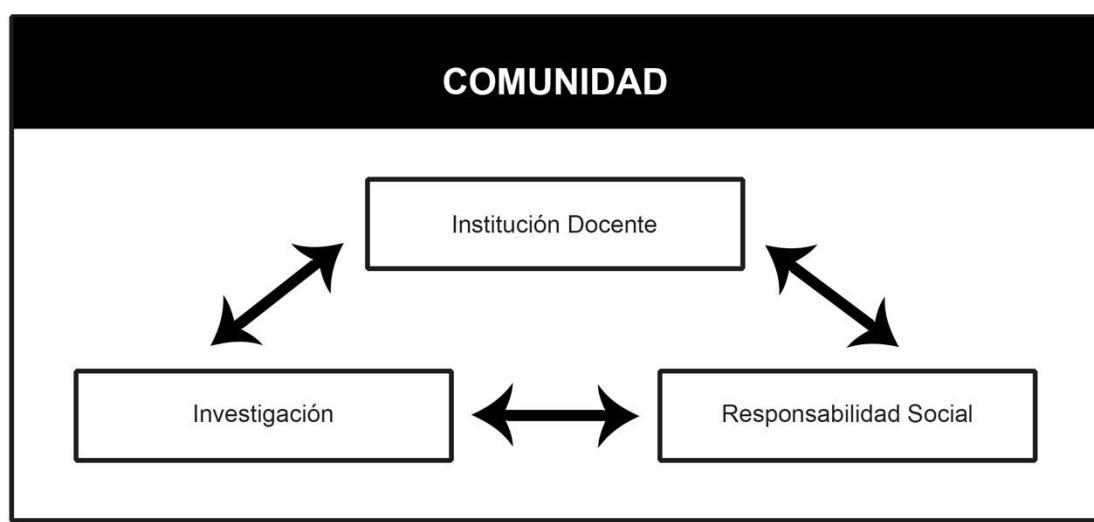 COMUNIDAD
Institución Docente
Investigación
Responsabilidad Social